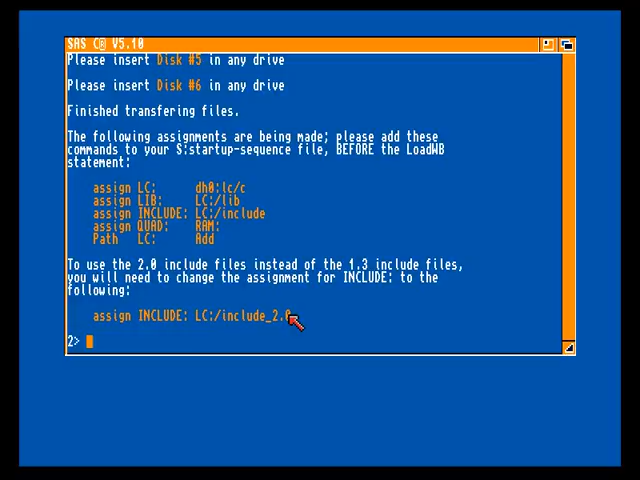 SAS C® V5.10
Please insert Disk #5 in any drive
Please insert Disk #6 in any drive
Finished transferring files.
The following assignments are being made; please add these
commands to your S:startup-sequence file, BEFORE the LoadWB
statement:
assign LC: dh0:lc/c
assign LIB: LC:/lib
assign INCLUDE: LC:/include
assign QUAD: RAM:
Path LC: Add
To use the 2.0 include files instead of the 1.3 include files,
you will need to change the assignment for INCLUDE: to the
following:
assign INCLUDE: LC:/include_2.0
2>